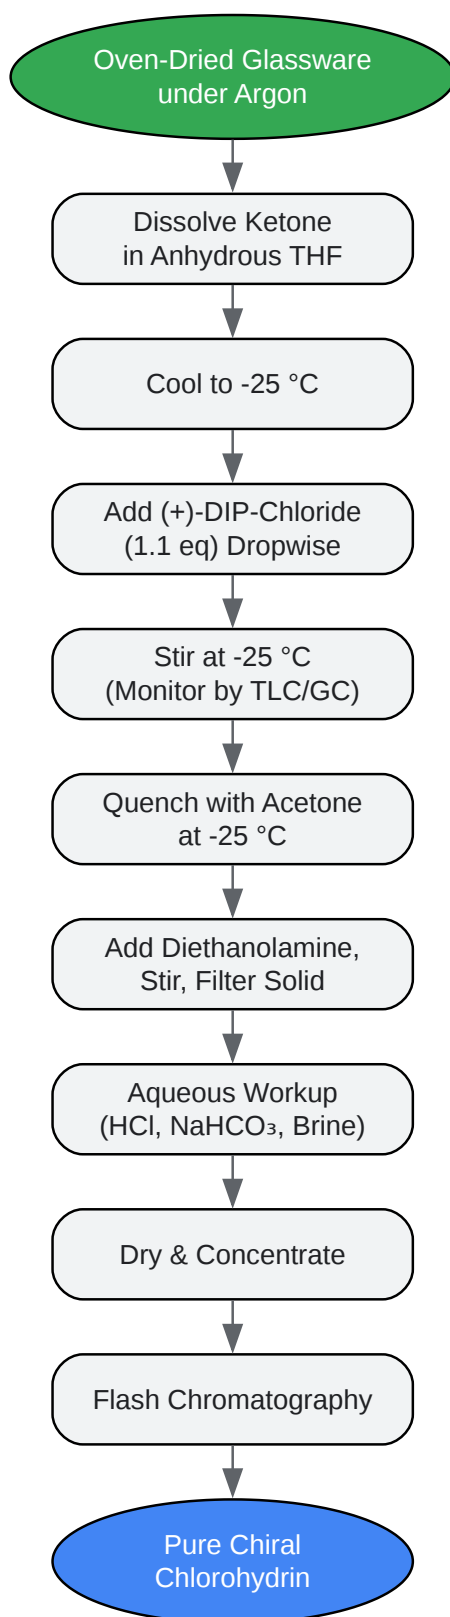 Oven-Dried Glassware
under Argon
Dissolve Ketone
in Anhydrous THF
Cool to -25 °C
Add (+)-DIP-Chloride
(1.1 eq) Dropwise
Stir at -25 °C
(Monitor by TLC/GC)
Quench with Acetone
at -25 °C
Add Diethanolamine,
Stir, Filter Solid
Aqueous Workup
(HCl, NaHCO₃, Brine)
Dry & Concentrate
Flash Chromatography
Pure Chiral
Chlorohydrin